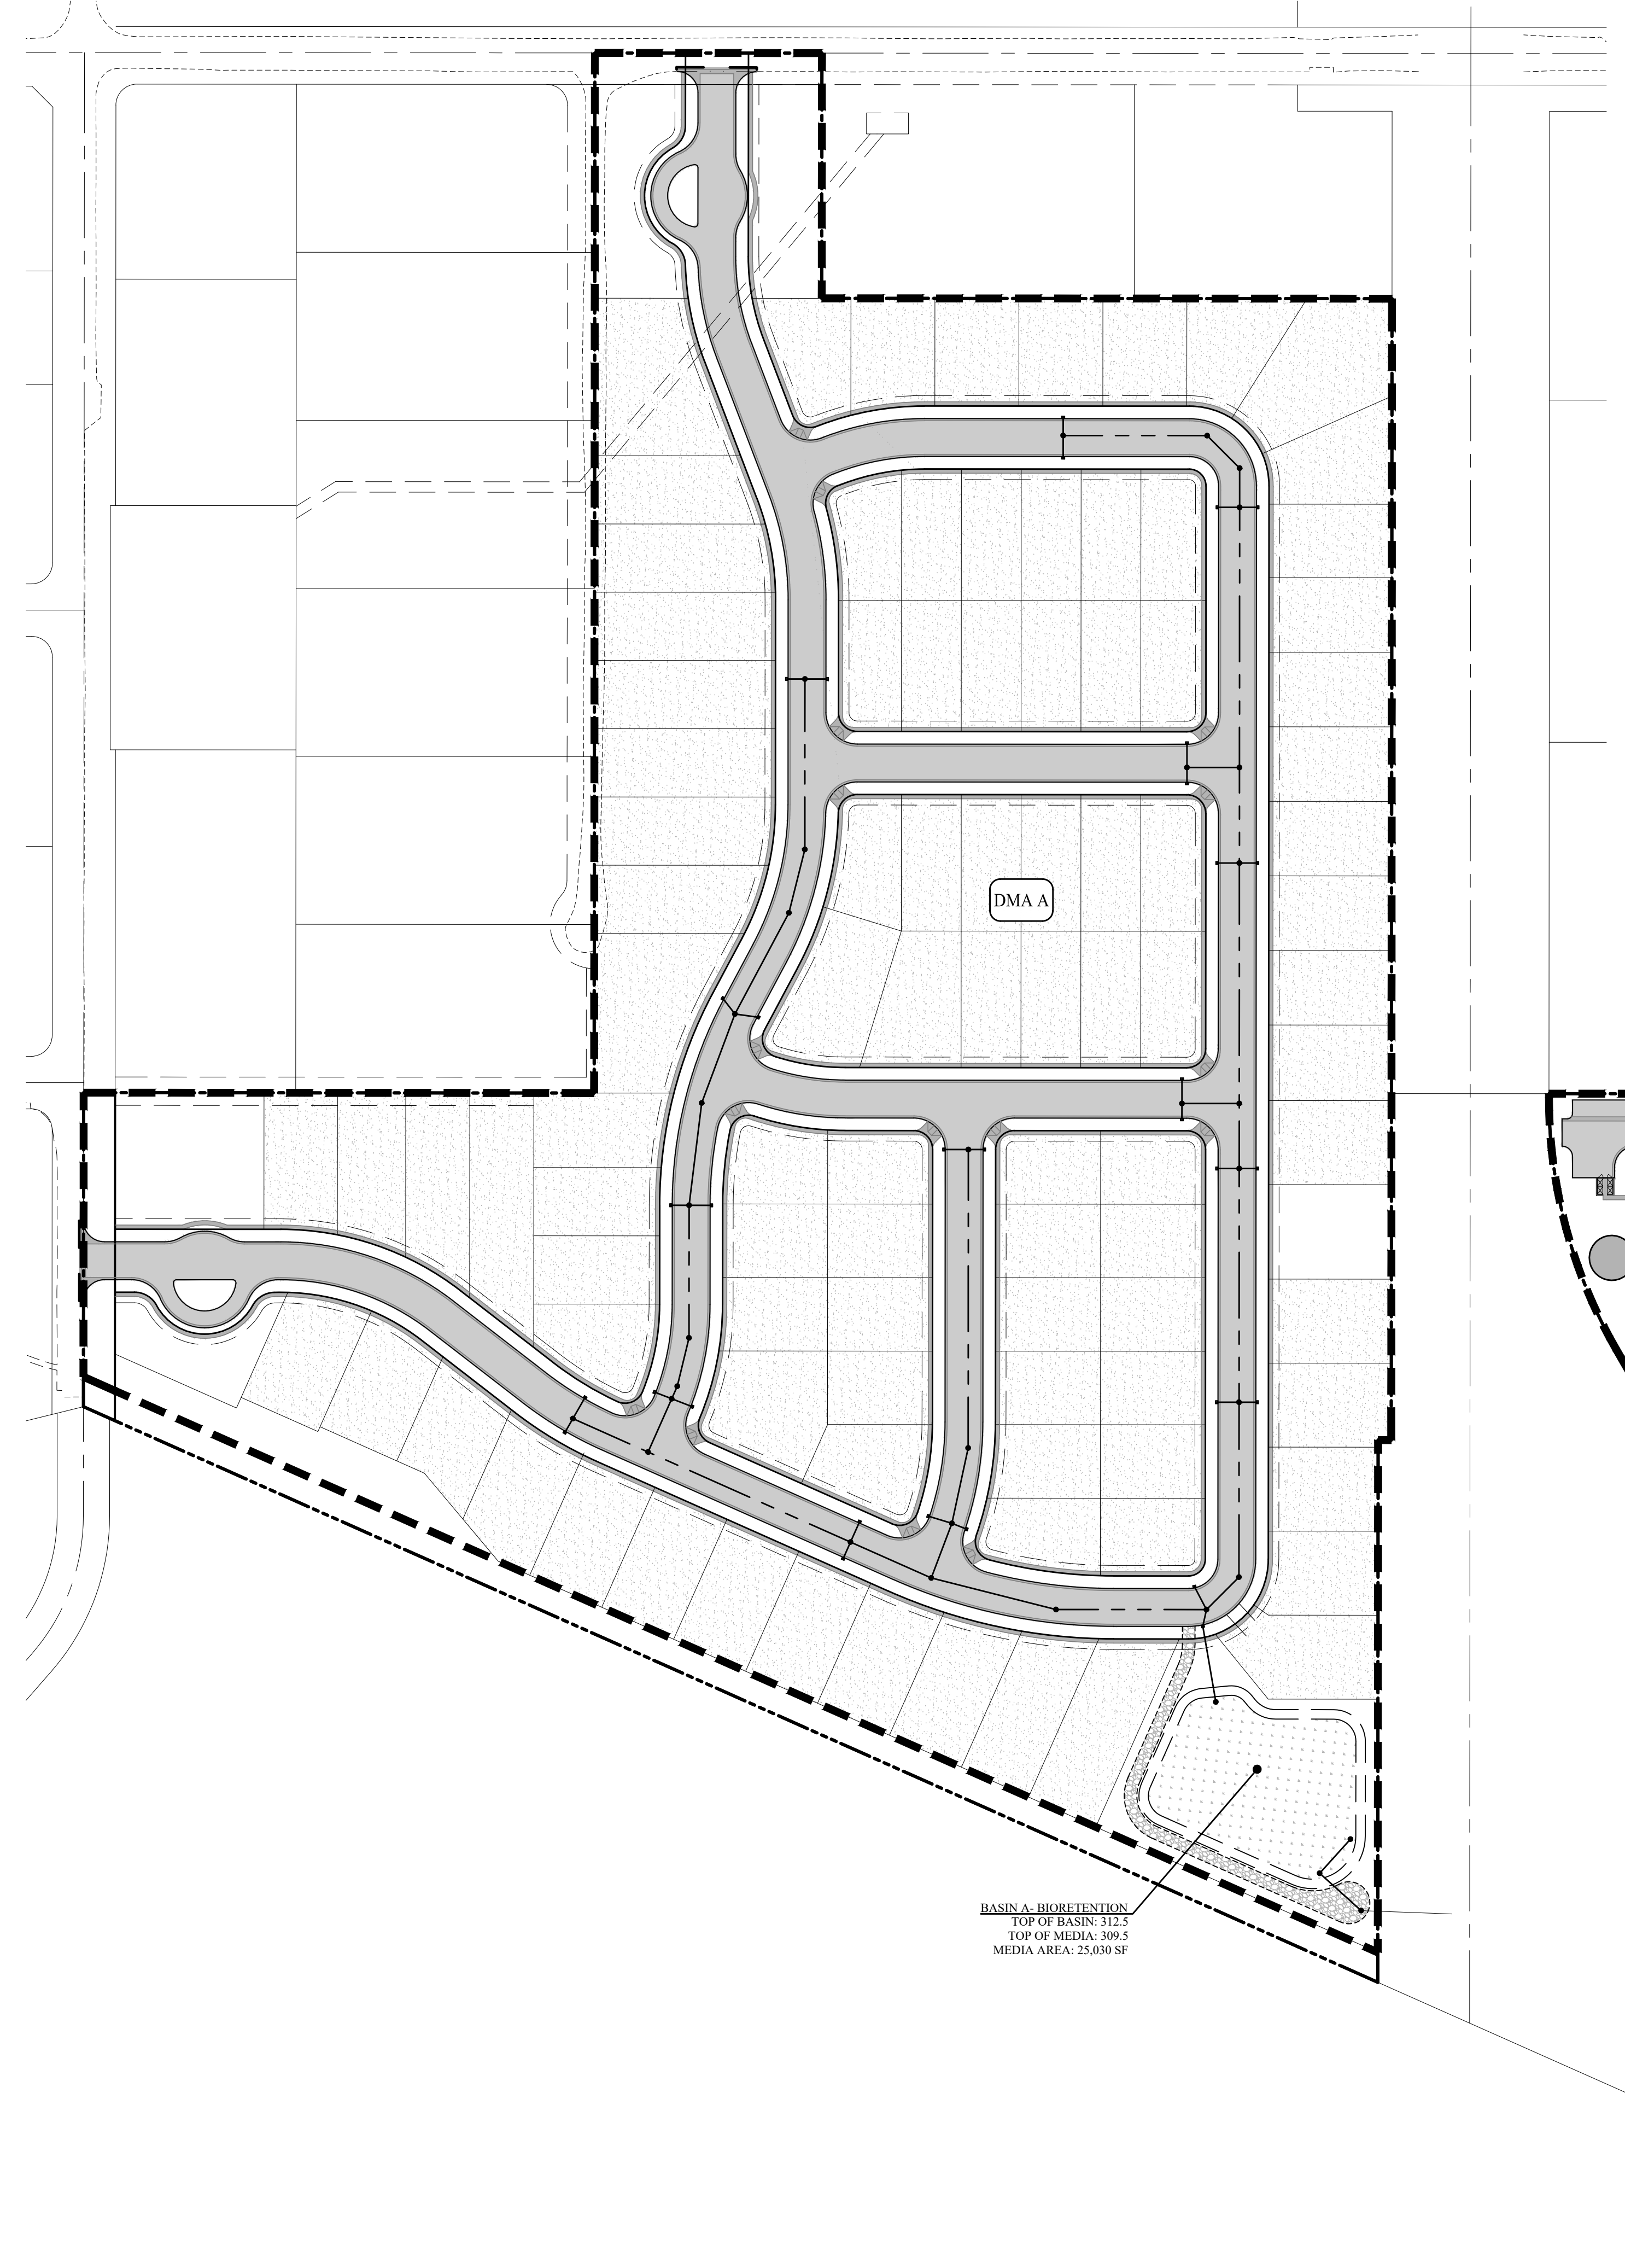 DMA A
BASIN A- BIORETENTION
TOP OF BASIN: 312.5
TOP OF MEDIA: 309.5
MEDIA AREA: 25,030 SF